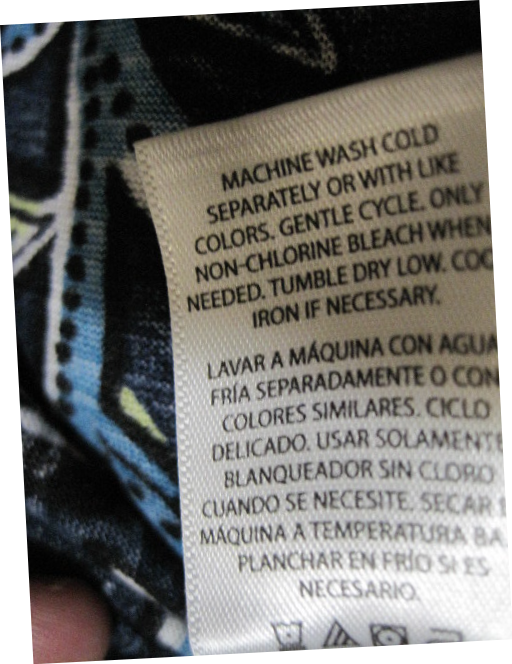 MACHINE WASH COLD
SEPARATELY OR WITH LIKE
COLORS. GENTLE CYCLE. ONLY
NON-CHLORINE BLEACH WHEN
NEEDED. TUMBLE DRY LOW. COO
IRON IF NECESSARY.
LAVAR A MÁQUINA CON AGUA
FRÍA SEPARADAMENTE O CON
COLORES SIMILARES. CICLO
DELICADO. USAR SOLAMENTE
BLANQUEADOR SIN CLORO
CUANDO SE NECESITE. SECAR
MÁQUINA A TEMPERATURA BA
PLANCHAR EN FRÍO SI ES
NECESARIO.